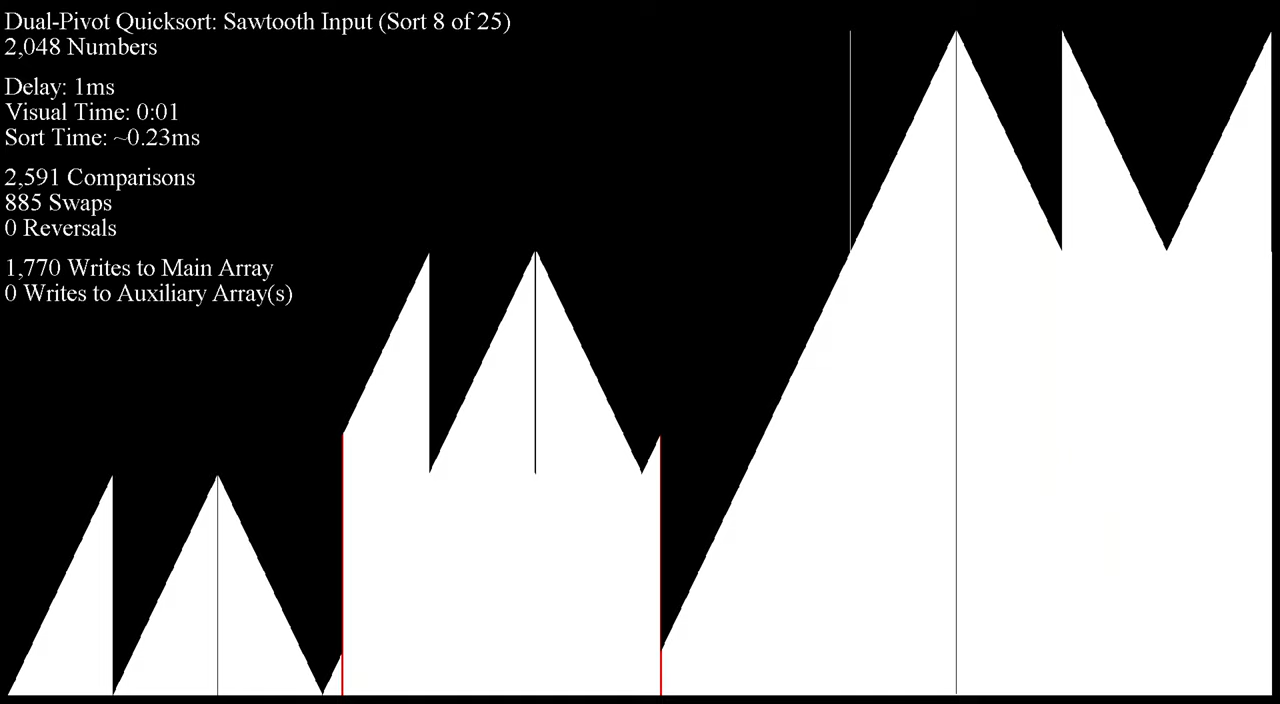 Dual-Pivot Quicksort: Sawtooth Input (Sort 8 of 25)
2,048 Numbers
Delay: 1ms
Visual Time: 0:01
Sort Time: ~0.23ms
2,591 Comparisons
885 Swaps
0 Reversals
1,770 Writes to Main Array
0 Writes to Auxiliary Array(s)